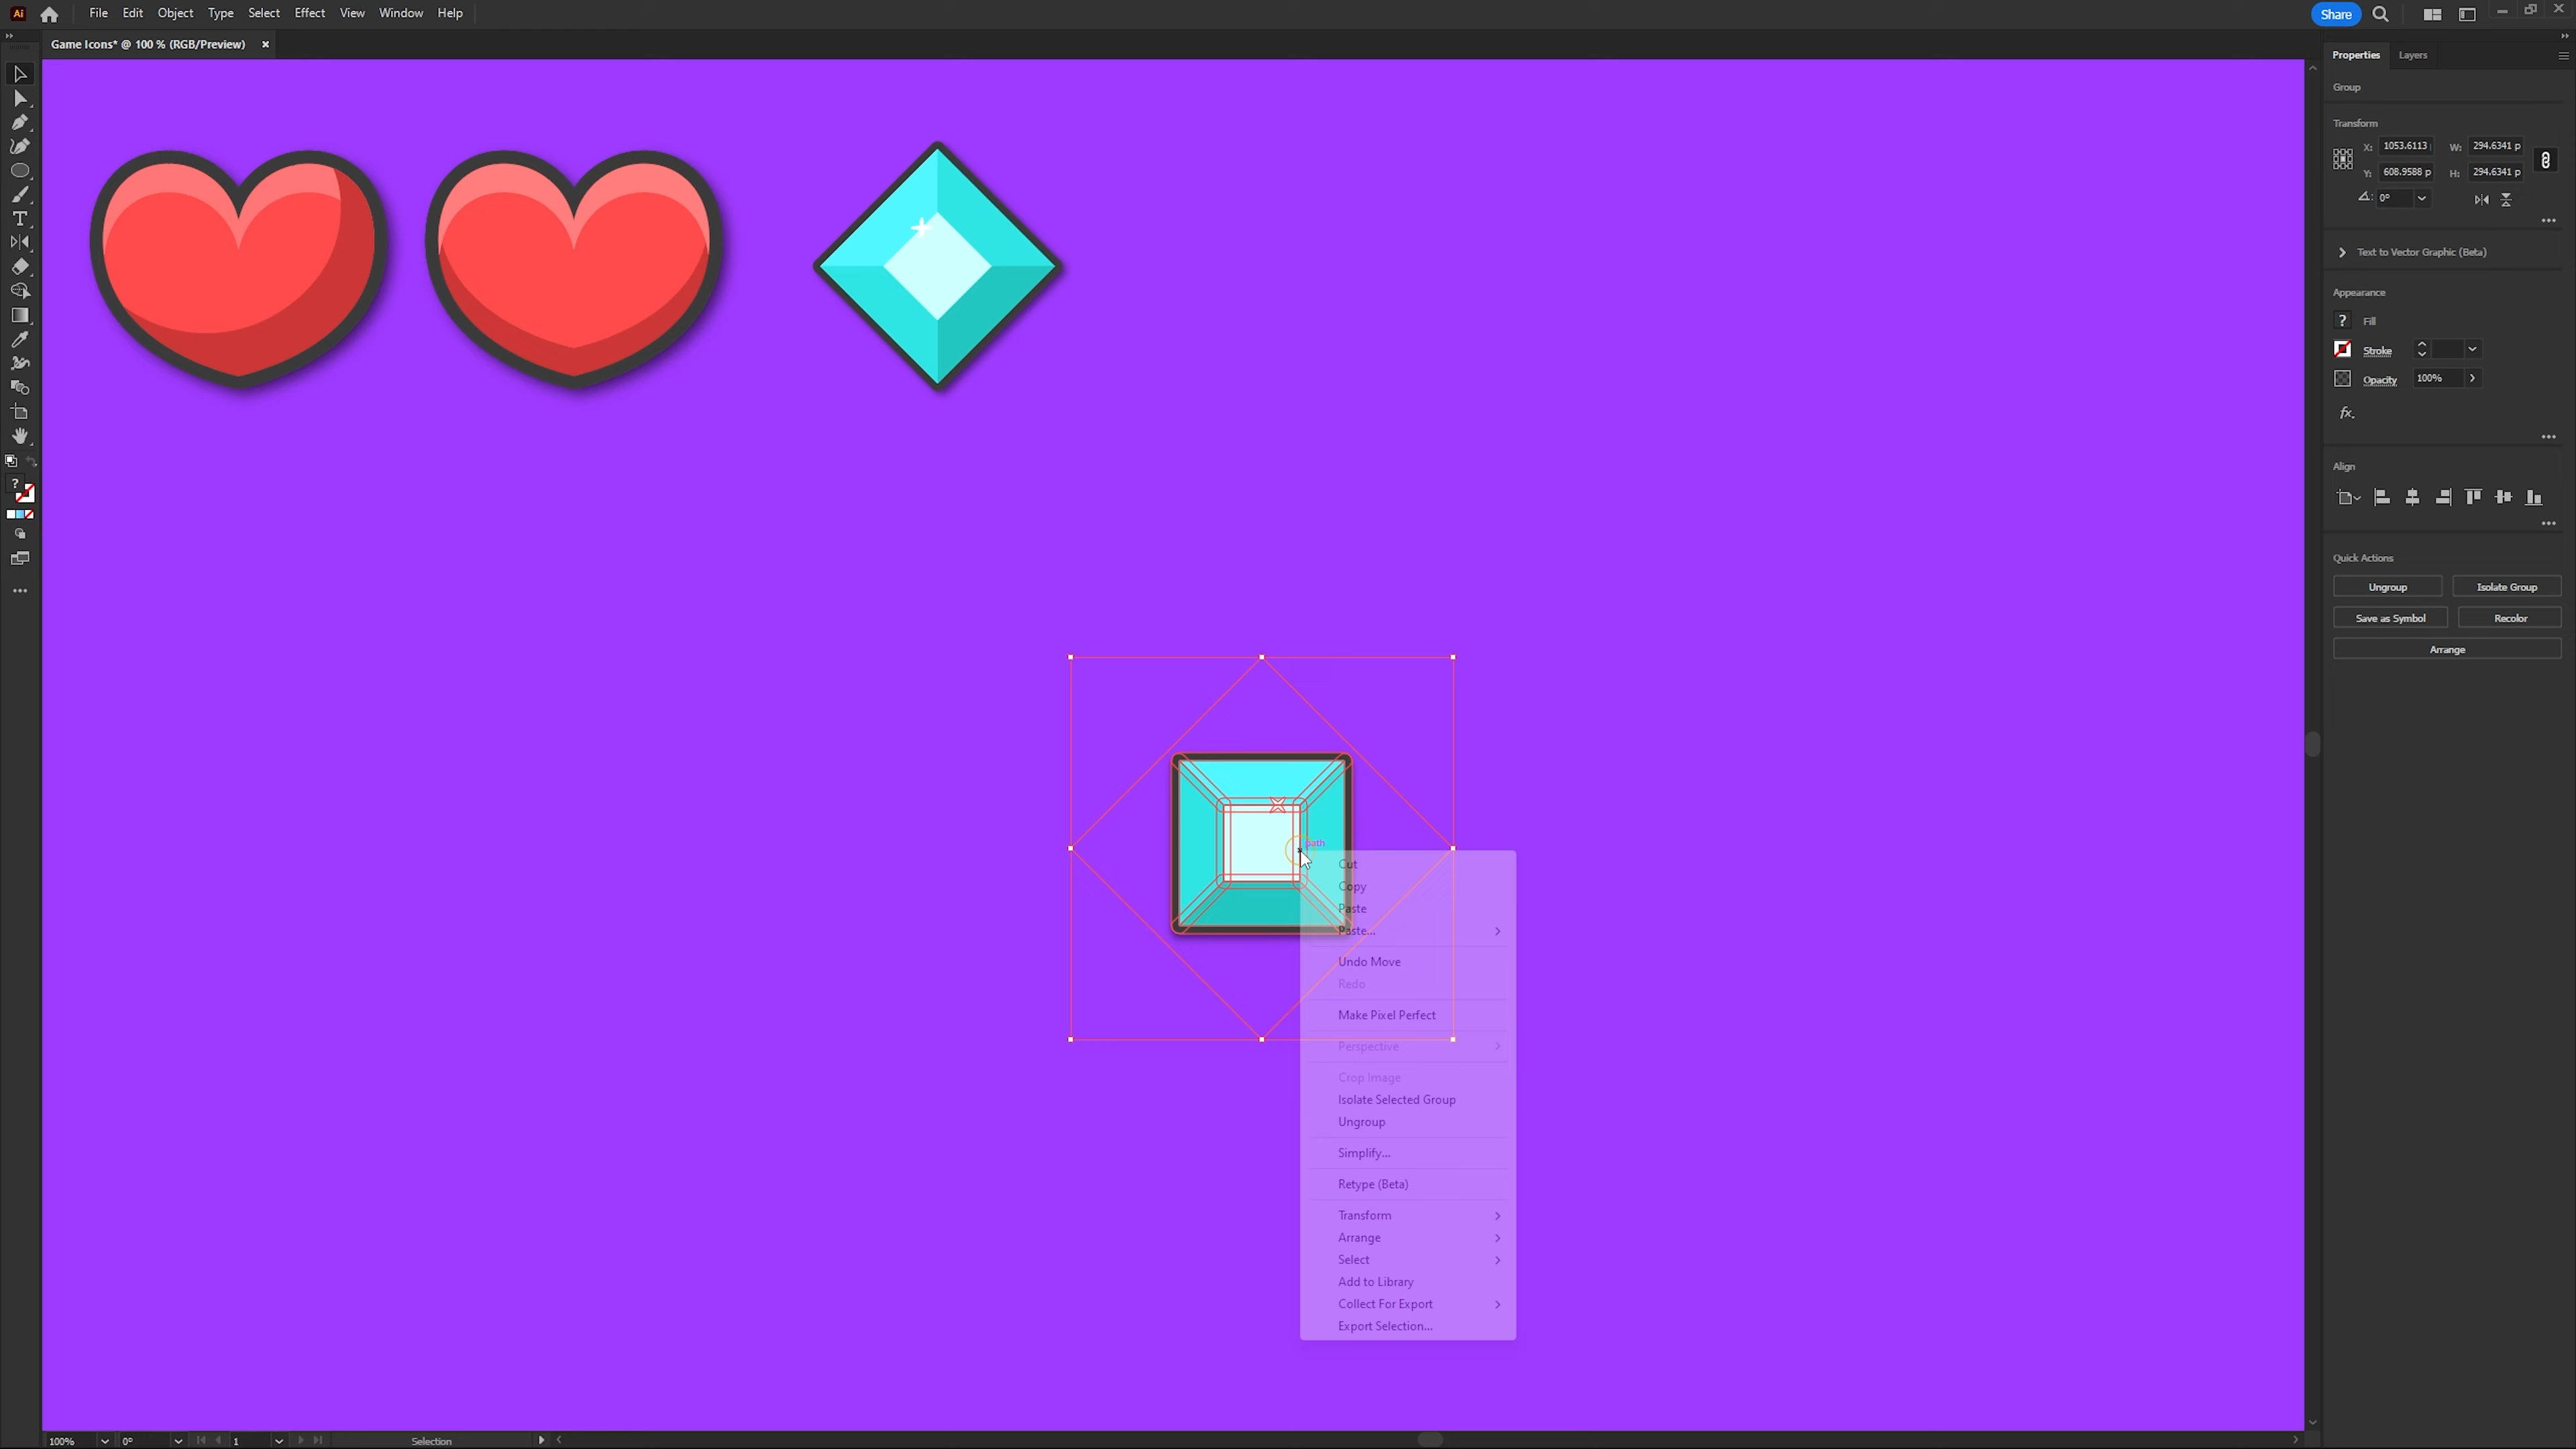 Ai File Edit Object Type Select Effect View Window Help Share
Game Icons* @ 100 % (RGB/Preview) ×
Properties Layers
Group
Transform
X: 1053.6113 W: 294.6341 p
Y: 608.9588 p H: 294.6341 p
0°
Text to Vector Graphic (Beta)
Appearance
? Fill
Stroke
Opacity 100%
fx.
Align
Quick Actions
Ungroup Isolate Group
Save as Symbol Recolor
Arrange
?
path
Cut
Copy
Paste
Paste...
Undo Move
Redo
Make Pixel Perfect
Perspective
Crop Image
Isolate Selected Group
Ungroup
Simplify...
Retype (Beta)
Transform
Arrange
Select
Add to Library
Collect For Export
Export Selection...
100% 0° 1 Selection